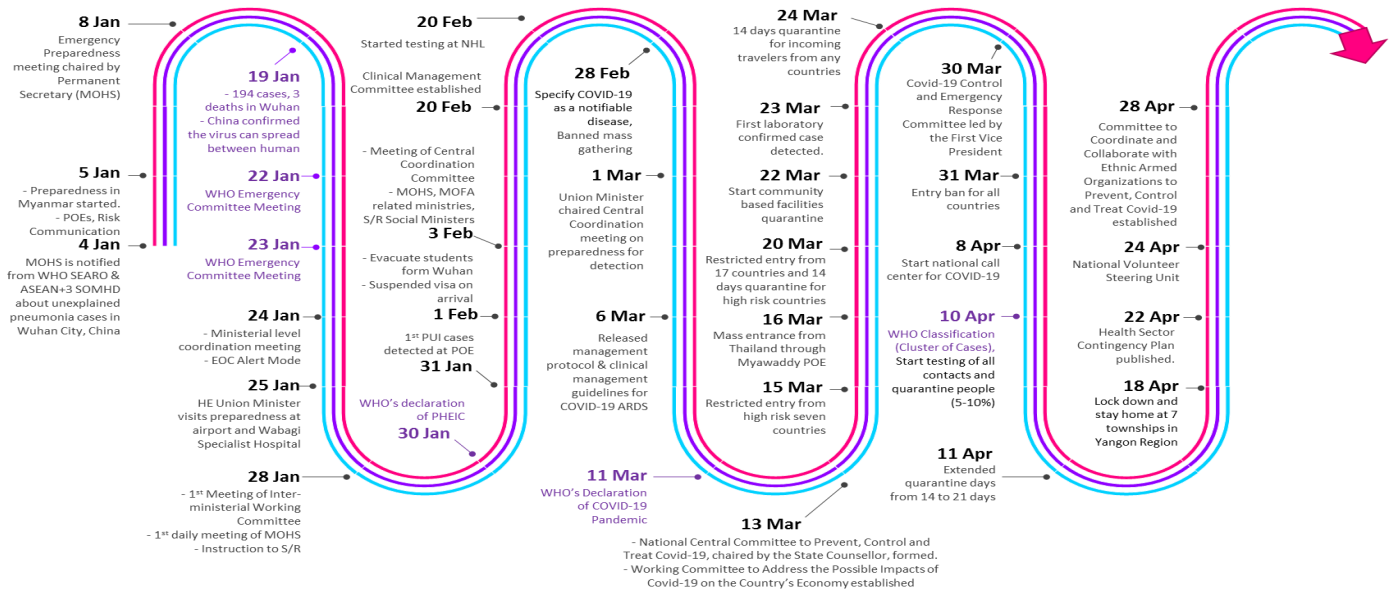 8 Jan
Emergency
Preparedness
meeting chaired by
Permanent
Secretary (MOHS)
5 Jan
- Preparedness in
Myanmar started.
- POEs, Risk
Communication
4 Jan
MOHS is notified
from WHO SEARO &
ASEAN+3 SOMHD
about unexplained
pneumonia cases in
Wuhan City, China
19 Jan
- 194 cases, 3
deaths in Wuhan
- China confirmed
the virus can spread
between human
22 Jan
WHO Emergency
Committee Meeting
23 Jan
WHO Emergency
Committee Meeting
24 Jan
- Ministerial level
coordination meeting
- EOC Alert Mode
25 Jan
HE Union Minister
visits preparedness at
airport and Wabagi
Specialist Hospital
28 Jan
- 1st Meeting of Inter-
ministerial Working
Committee
- 1st daily meeting of MOHS
- Instruction to S/R
20 Feb
Started testing at NHL
Clinical Management
Committee established
20 Feb
- Meeting of Central
Coordination
Committee
- MOHS, MOFA
related ministries,
S/R Social Ministers
3 Feb
- Evacuate students
form Wuhan
- Suspended visa on
arrival
1 Feb
1st PUI cases
detected at POE
31 Jan
WHO's declaration
of PHEIC
30 Jan
28 Feb
Specify COVID-19
as a notifiable
disease,
Banned mass
gathering
1 Mar
Union Minister
chaired Central
Coordination
meeting on
preparedness for
detection
6 Mar
Released
management
protocol & clinical
management
guidelines for
COVID-19 ARDS
11 Mar
WHO's Declaration
of COVID-19
Pandemic
13 Mar
- National Central Committee to Prevent, Control and
Treat Covid-19, chaired by the State Counsellor, formed.
- Working Committee to Address the Possible Impacts of
Covid-19 on the Country's Economy established
24 Mar
14 days quarantine
for incoming
travelers from any
countries
23 Mar
First laboratory
confirmed case
detected.
22 Mar
Start community
based facilities
quarantine
20 Mar
Restricted entry from
17 countries and 14
days quarantine for
high risk countries
16 Mar
Mass entrance from
Thailand through
Myawaddy POE
15 Mar
Restricted entry from
high risk seven
countries
30 Mar
Covid-19 Control
and Emergency
Response
Committee led by
the First Vice
President
31 Mar
Entry ban for all
countries
8 Apr
Start national call
center for COVID-19
10 Apr
WHO Classification
(Cluster of Cases),
Start testing of all
contacts and
quarantine people
(5-10%)
11 Apr
Extended
quarantine days
from 14 to 21 days
28 Apr
Committee to
Coordinate and
Collaborate with
Ethnic Armed
Organizations to
Prevent, Control
and Treat Covid-19
established
24 Apr
National Volunteer
Steering Unit
22 Apr
Health Sector
Contingency Plan
published.
18 Apr
Lock down and
stay home at 7
townships in
Yangon Region